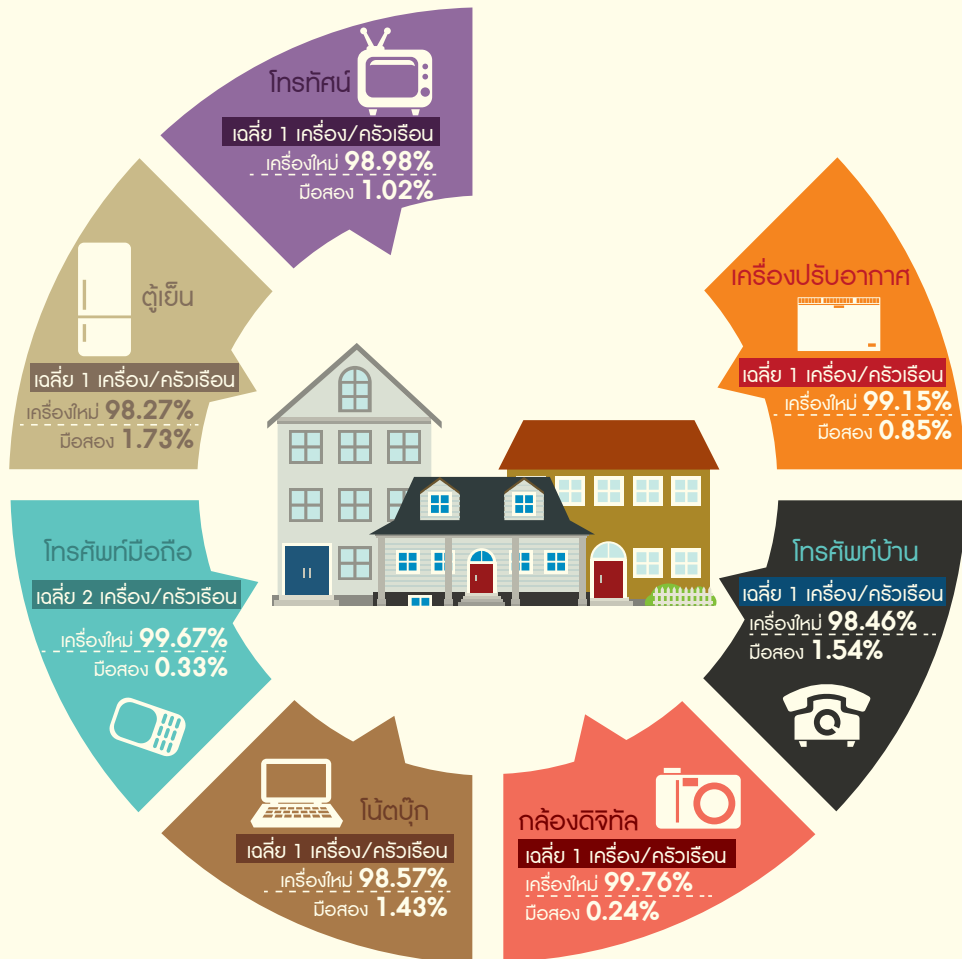 โทรทัศน์
เฉลี่ย 1 เครื่อง/ครัวเรือน
เครื่องใหม่ 98.98%
มือสอง 1.02%
ตู้เย็น
เฉลี่ย 1 เครื่อง/ครัวเรือน
เครื่องใหม่ 98.27%
มือสอง 1.73%
เครื่องปรับอากาศ
เฉลี่ย 1 เครื่อง/ครัวเรือน
เครื่องใหม่ 99.15%
มือสอง 0.85%
โทรศัพท์มือถือ
เฉลี่ย 2 เครื่อง/ครัวเรือน
เครื่องใหม่ 99.67%
มือสอง 0.33%
โทรศัพท์บ้าน
เฉลี่ย 1 เครื่อง/ครัวเรือน
เครื่องใหม่ 98.46%
มือสอง 1.54%
โน้ตบุ๊ก
เฉลี่ย 1 เครื่อง/ครัวเรือน
เครื่องใหม่ 98.57%
มือสอง 1.43%
กล้องดิจิทัล
เฉลี่ย 1 เครื่อง/ครัวเรือน
เครื่องใหม่ 99.76%
มือสอง 0.24%